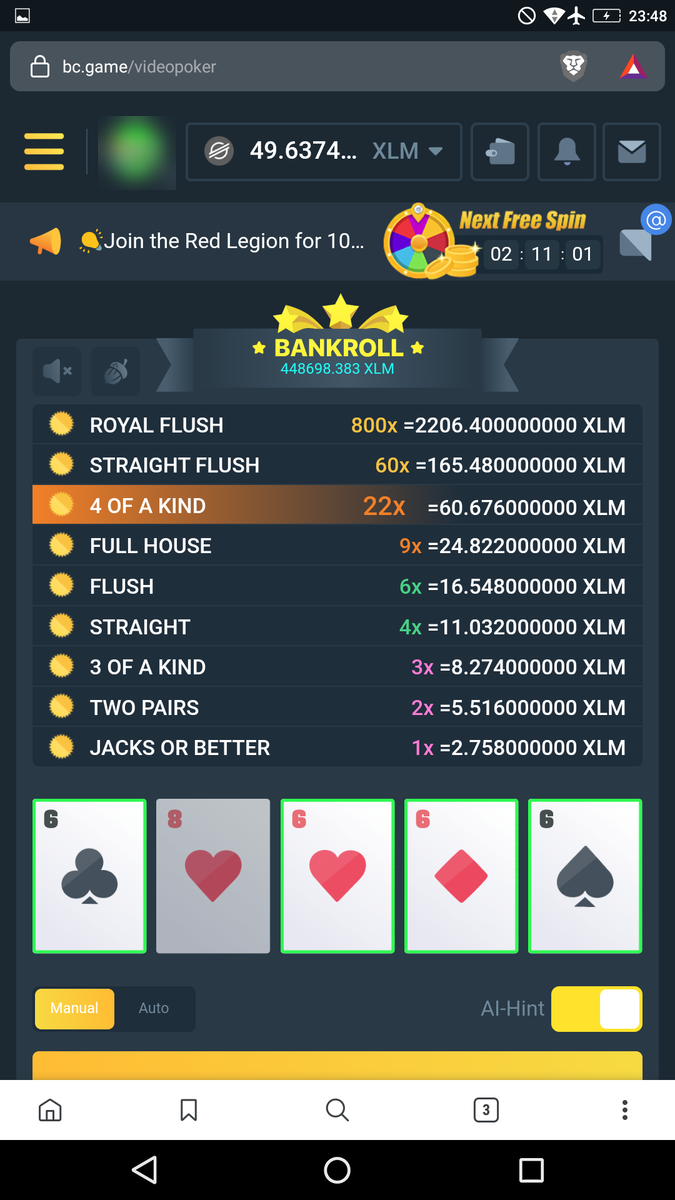 23:48
bc.game/videopoker
49.6374... XLM
Join the Red Legion for 10...
Next Free Spin
02 : 11 : 01
@
BANKROLL
448698.383 XLM
ROYAL FLUSH 800x =2206.400000000 XLM
STRAIGHT FLUSH 60x =165.480000000 XLM
4 OF A KIND 22x =60.676000000 XLM
FULL HOUSE 9x =24.822000000 XLM
FLUSH 6x =16.548000000 XLM
STRAIGHT 4x =11.032000000 XLM
3 OF A KIND 3x =8.274000000 XLM
TWO PAIRS 2x =5.516000000 XLM
JACKS OR BETTER 1x =2.758000000 XLM
6 8 6 6 6
Manual Auto AI-Hint
3